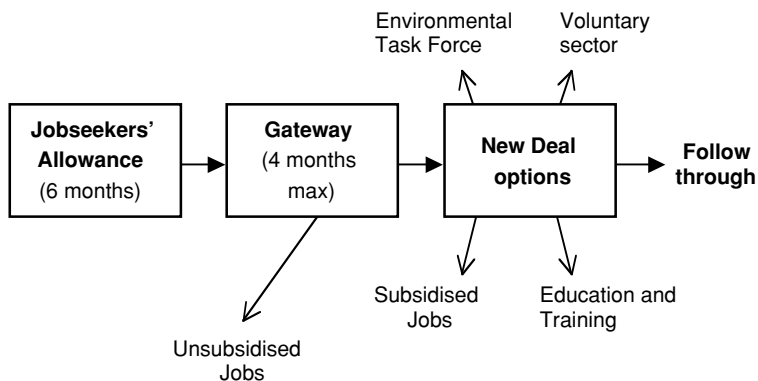 Environmental
Task Force
Voluntary
sector
Jobseekers’
Allowance
(6 months)
Gateway
(4 months
max)
New Deal
options
Follow
through
Unsubsidised
Jobs
Subsidised
Jobs
Education and
Training